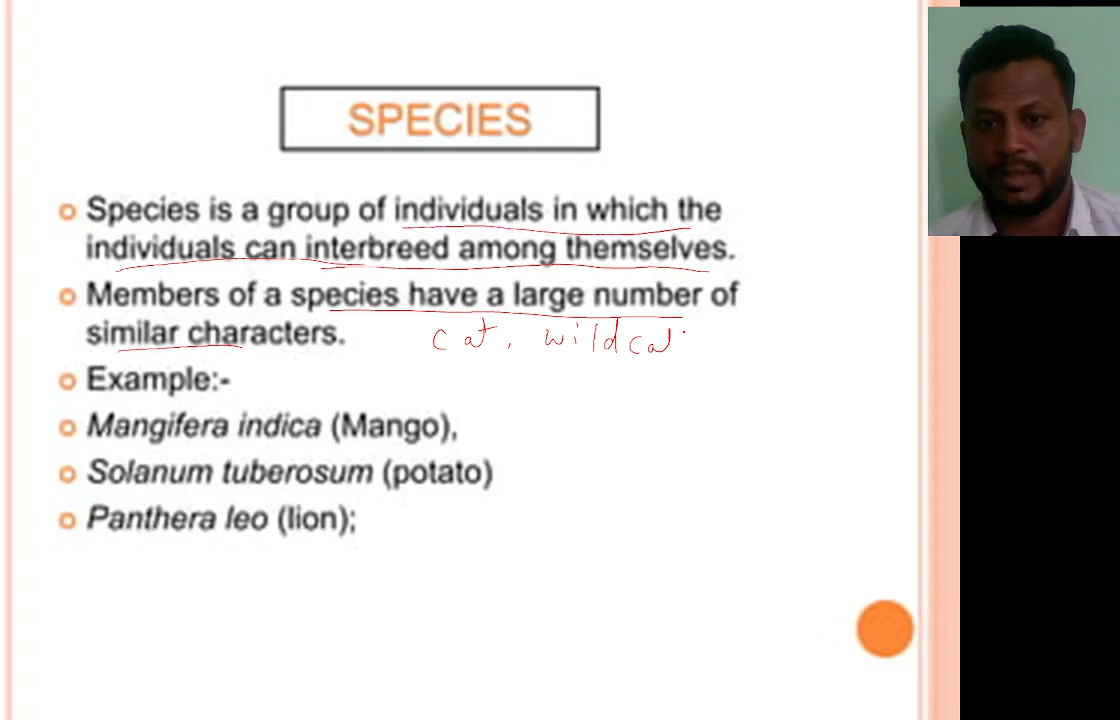 SPECIES
Species is a group of individuals in which the
individuals can interbreed among themselves.
Members of a species have a large number of
similar characters.
cat, wildcat
Example:-
Mangifera indica (Mango),
Solanum tuberosum (potato)
Panthera leo (lion);